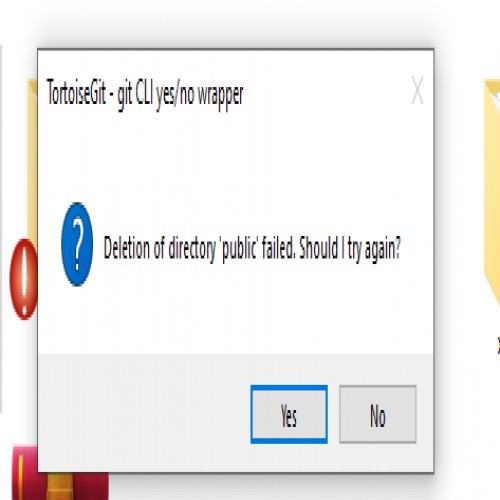 TortoiseGit - git CLI yes/no wrapper
Deletion of directory 'public' failed. Should I try again?
Yes
No